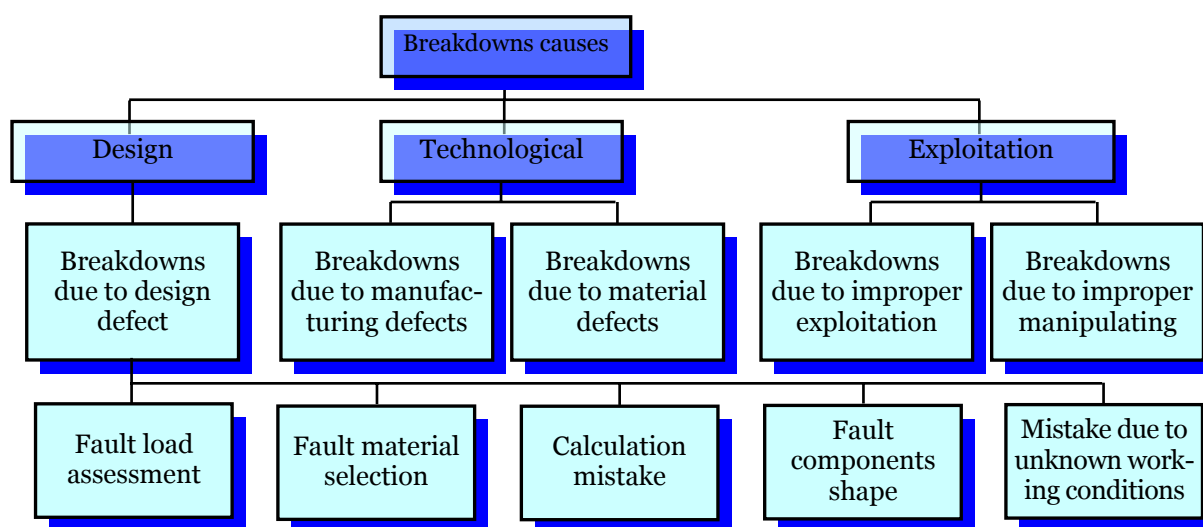 Breakdowns causes
Design
Technological
Exploitation
Breakdowns
due to design
defect
Breakdowns
due to manufac-
turing defects
Breakdowns
due to material
defects
Breakdowns
due to improper
exploitation
Breakdowns
due to improper
manipulating
Fault load
assessment
Fault material
selection
Calculation
mistake
Fault
components
shape
Mistake due to
unknown work-
ing conditions